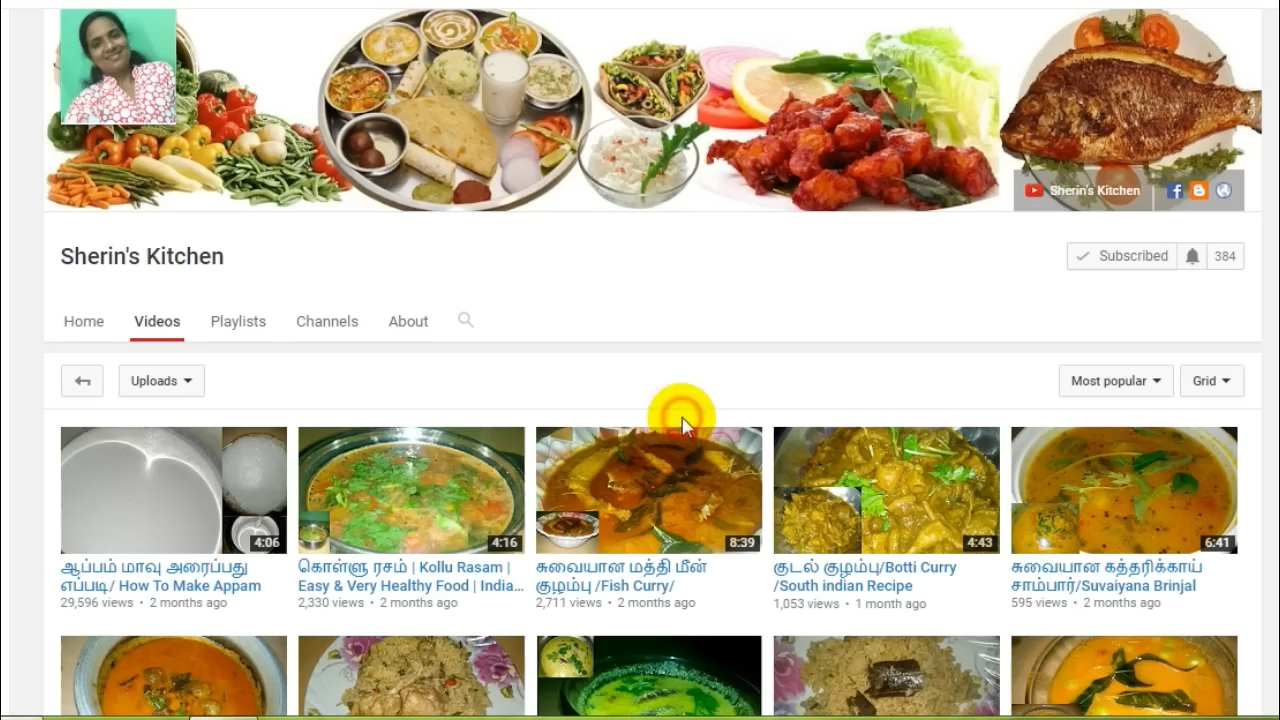 Sherin's Kitchen
Sherin's Kitchen
Subscribed 384
Home Videos Playlists Channels About
Uploads Most popular Grid
4:06 4:16 8:39 4:43 6:41
ஆப்பம் மாவு அரைப்பது
எப்படி/ How To Make Appam
29,596 views • 2 months ago
கொள்ளு ரசம் | Kollu Rasam |
Easy & Very Healthy Food | India...
2,330 views • 2 months ago
சுவையான மத்தி மீன்
குழம்பு /Fish Curry/
2,711 views • 2 months ago
குடல் குழம்பு/Botti Curry
/South indian Recipe
1,053 views • 1 month ago
சுவையான கத்தரிக்காய்
சாம்பார்/Suvaiyana Brinjal
595 views • 2 months ago